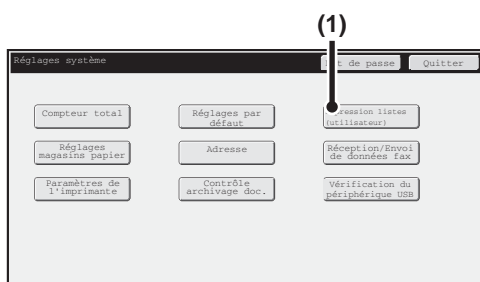 (1)
Réglages système
de passe
Quitter
Compteur total
Réglages par
défaut
listes
(utilisateur)
Réglages
magasins papier
Adresse
Réception/Envoi
de données fax
Paramètres de
l'imprimante
Contrôle
archivage doc.
Vérification du
périphérique USB